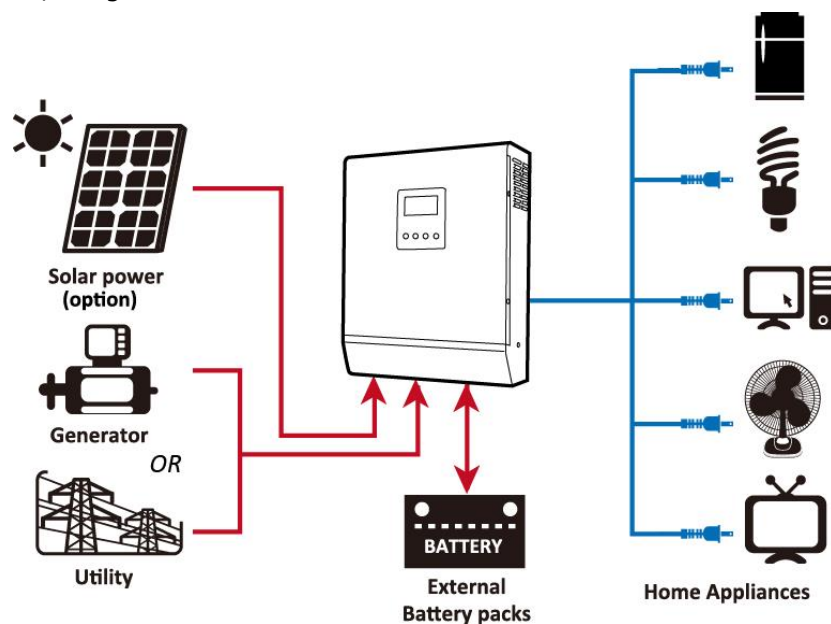 Solar power
(option)
Generator
OR
Utility
BATTERY
External
Battery packs
Home Appliances